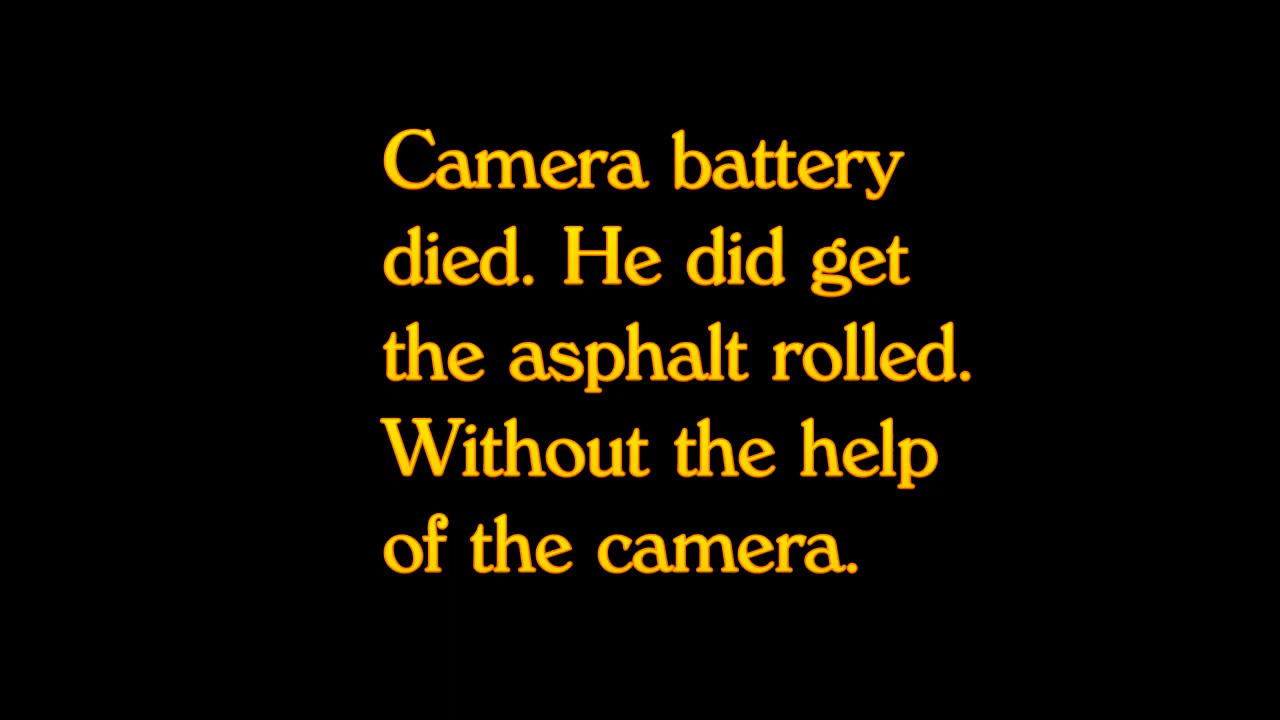 Camera battery
died. He did get
the asphalt rolled.
Without the help
of the camera.